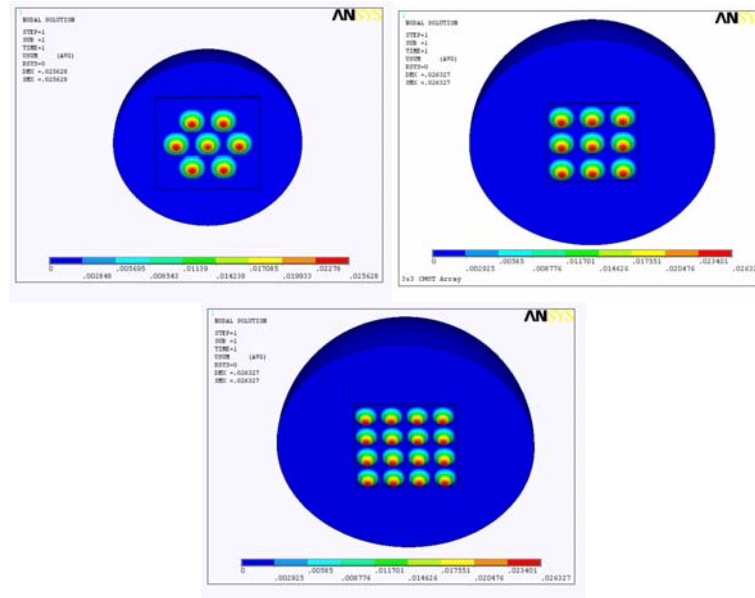 1
ANSYS
NODAL SOLUTION
STEP=1
SUB =1
TIME=1
USUM (AVG)
RSYS=0
DMX =.025628
SMX =.025628
0 .005695 .01139 .017085 .02278
.002848 .008543 .014238 .019933 .025628
1
ANSYS
NODAL SOLUTION
STEP=1
SUB =1
TIME=1
USUM (AVG)
RSYS=0
DMX =.026327
SMX =.026327
0 .00585 .011701 .017551 .023401
.002925 .008776 .014626 .020476 .02632
3x3 CMUT Array
1
ANSYS
NODAL SOLUTION
STEP=1
SUB =1
TIME=1
USUM (AVG)
RSYS=0
DMX =.026327
SMX =.026327
0 .00585 .011701 .017551 .023401
.002925 .008776 .014626 .020476 .026327